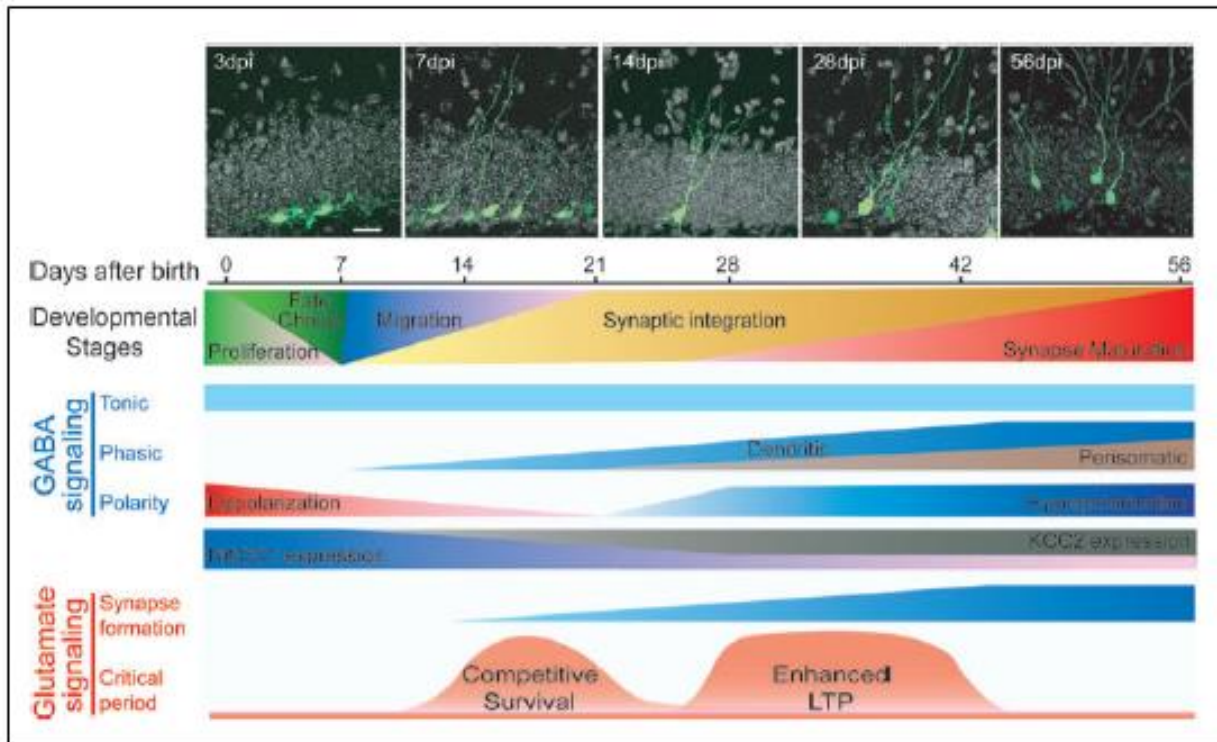 3dpi
7dpi
14dpi
28dpi
56dpi
Days after birth
0 7 14 21 28 42 56
Developmental
Stages
Fate
Choice
Proliferation
Migration
Synaptic integration
Synapse Maturation
GABA
signaling
Tonic
Phasic
Dendritic
Perisomatic
Polarity
expression
KCC2 expression
Glutamate
signaling
Synapse
formation
Critical
period
Competitive
Survival
Enhanced
LTP